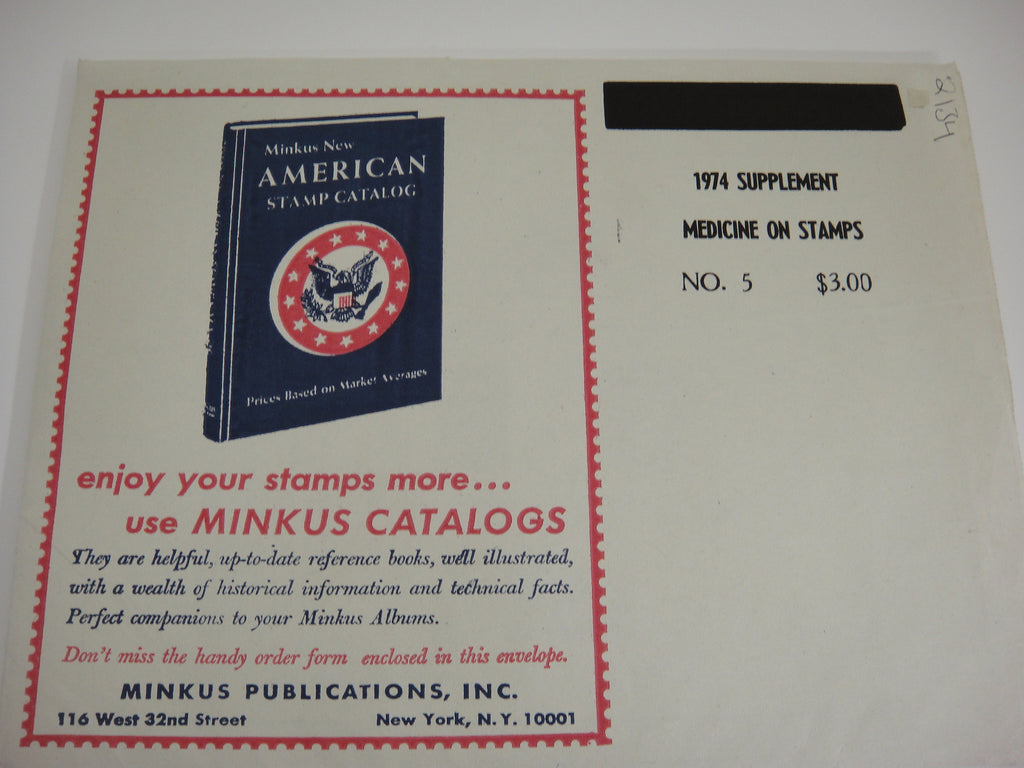 Minkus New
AMERICAN
STAMP CATALOG
Prices Based on Market Averages
enjoy your stamps more...
use MINKUS CATALOGS
They are helpful, up-to-date reference books, well illustrated,
with a wealth of historical information and technical facts.
Perfect companions to your Minkus Albums.
Don't miss the handy order form enclosed in this envelope.
MINKUS PUBLICATIONS, INC.
116 West 32nd Street New York, N.Y. 10001
2134
1974 SUPPLEMENT
MEDICINE ON STAMPS
NO. 5 $3.00